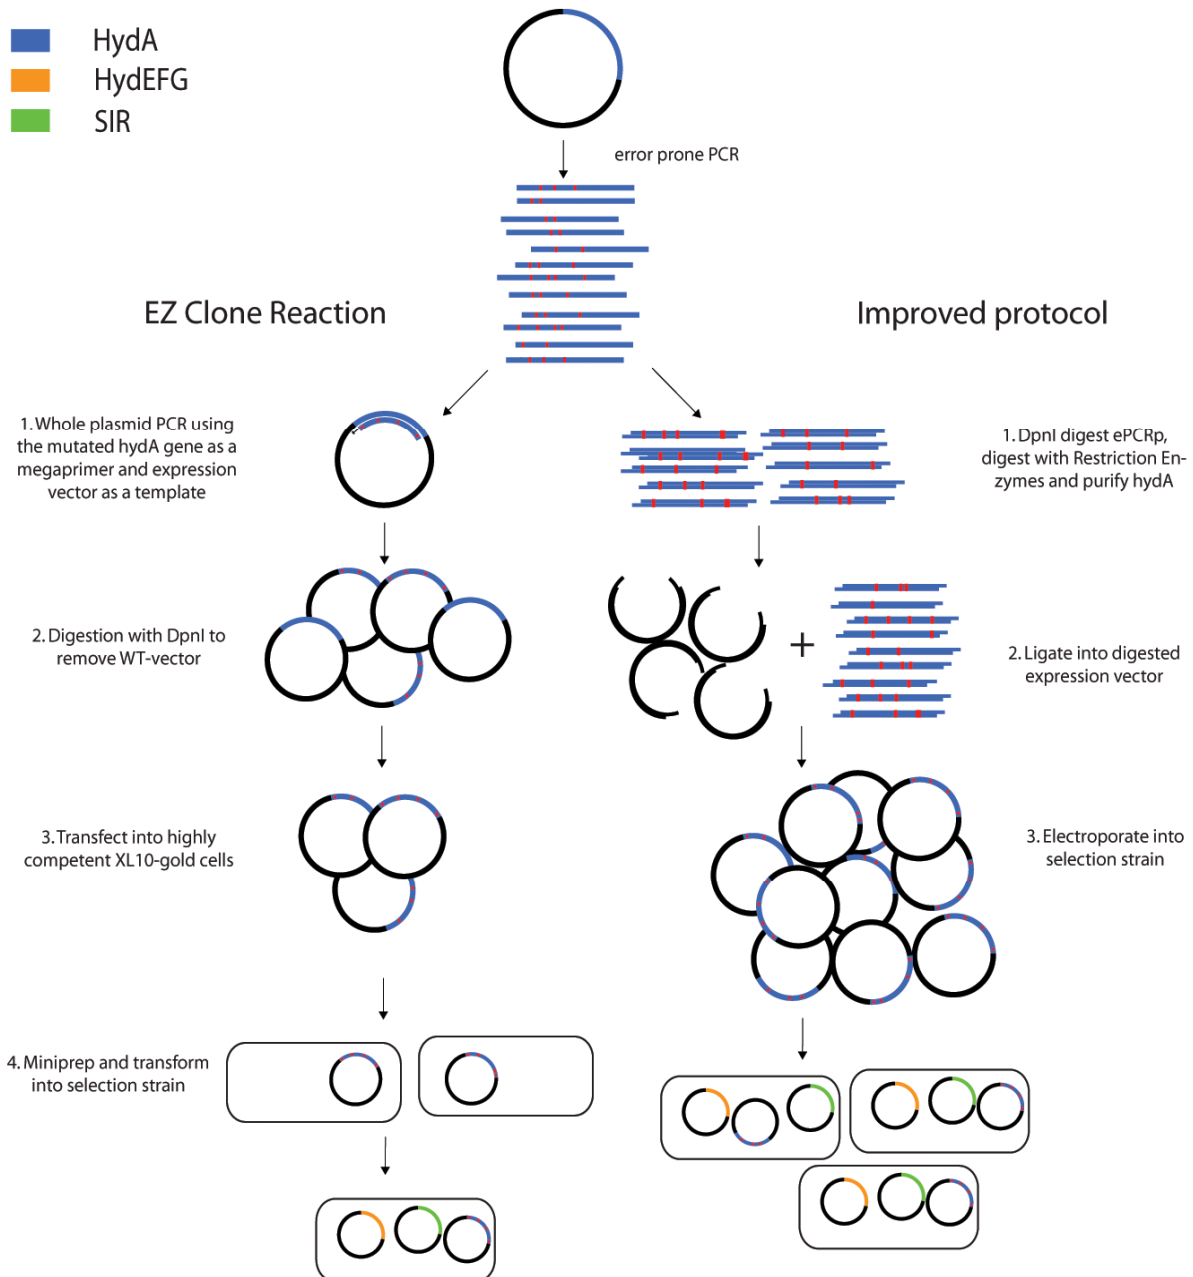 HydA
HydEFG
SIR
error prone PCR
EZ Clone Reaction
Improved protocol
1. Whole plasmid PCR using
the mutated hydA gene as a
megaprimer and expression
vector as a template
1. DpnI digest ePCRp,
digest with Restriction En-
zymes and purify hydA
2. Digestion with DpnI to
remove WT-vector
+
2. Ligate into digested
expression vector
3. Transfect into highly
competent XL10-gold cells
3. Electroporate into
selection strain
4. Miniprep and transform
into selection strain